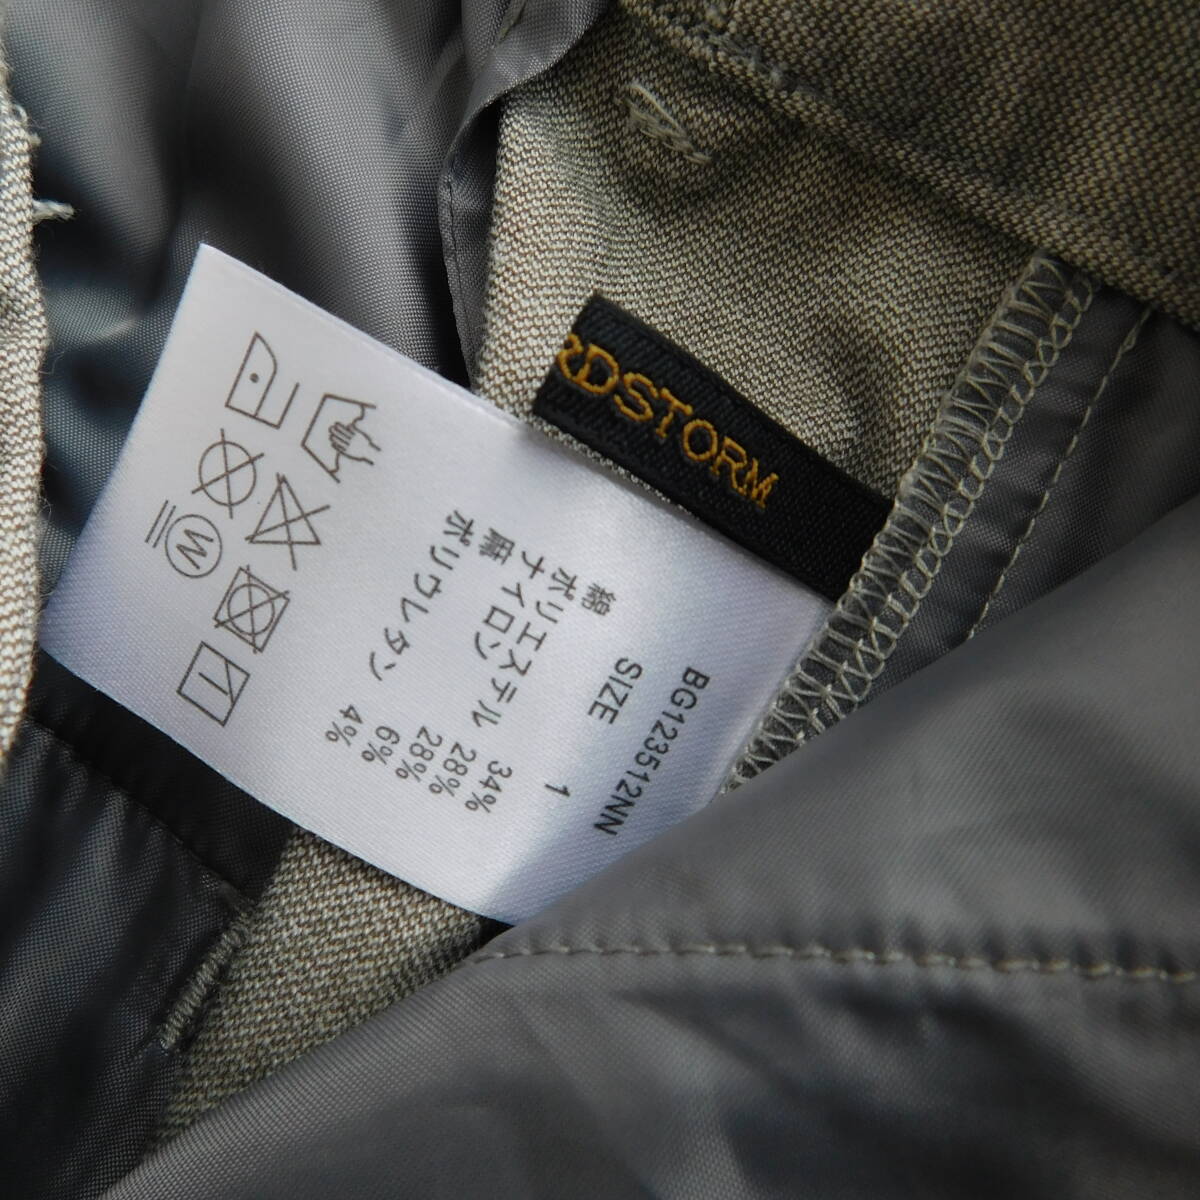 RDSTORM
BG123512NN
SIZE 1
綿 34%
ポリエステル 28%
ナイロン 28%
麻 6%
ポリウレタン 4%
W